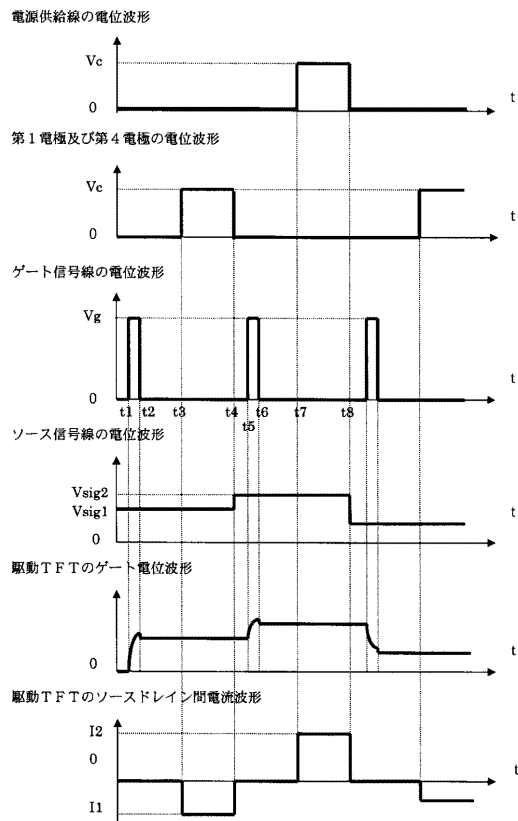 電源供給線の電位波形
Vc
0
t
第1電極及び第4電極の電位波形
Vc
0
t
ゲート信号線の電位波形
Vg
0
t
t1 t2 t3 t4 t5 t6 t7 t8
ソース信号線の電位波形
Vsig2
Vsig1
0
t
駆動TFTのゲート電位波形
0
t
駆動TFTのソースドレイン間電流波形
I2
0
t
I1